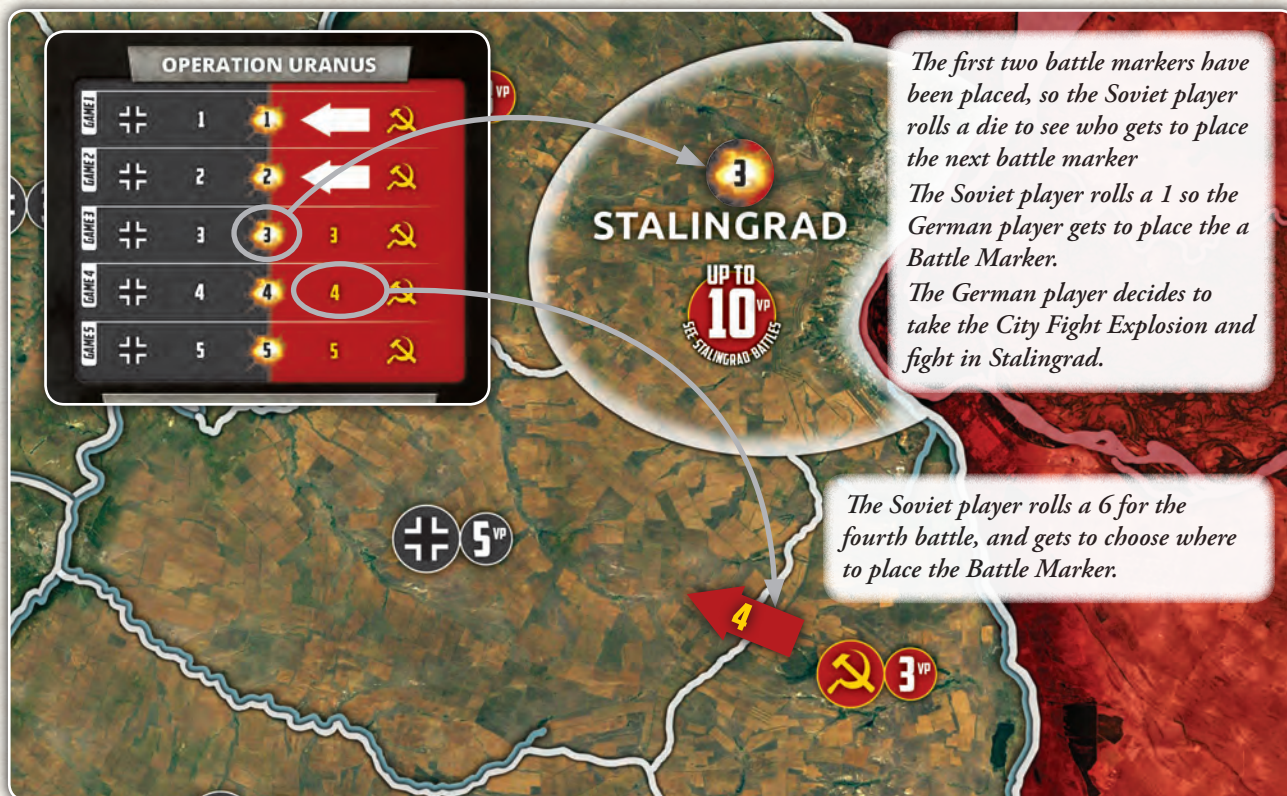 OPERATION URANUS
GAME 1 1 1
GAME 2 2 2
GAME 3 3 3 3
GAME 4 4 4 4
GAME 5 5 5 5
VP
3
STALINGRAD
UP TO
10 VP
SEE STALINGRAD BATTLES
The first two battle markers have
been placed, so the Soviet player
rolls a die to see who gets to place
the next battle marker
The Soviet player rolls a 1 so the
German player gets to place the a
Battle Marker.
The German player decides to
take the City Fight Explosion and
fight in Stalingrad.
5 VP
The Soviet player rolls a 6 for the
fourth battle, and gets to choose where
to place the Battle Marker.
4
3 VP